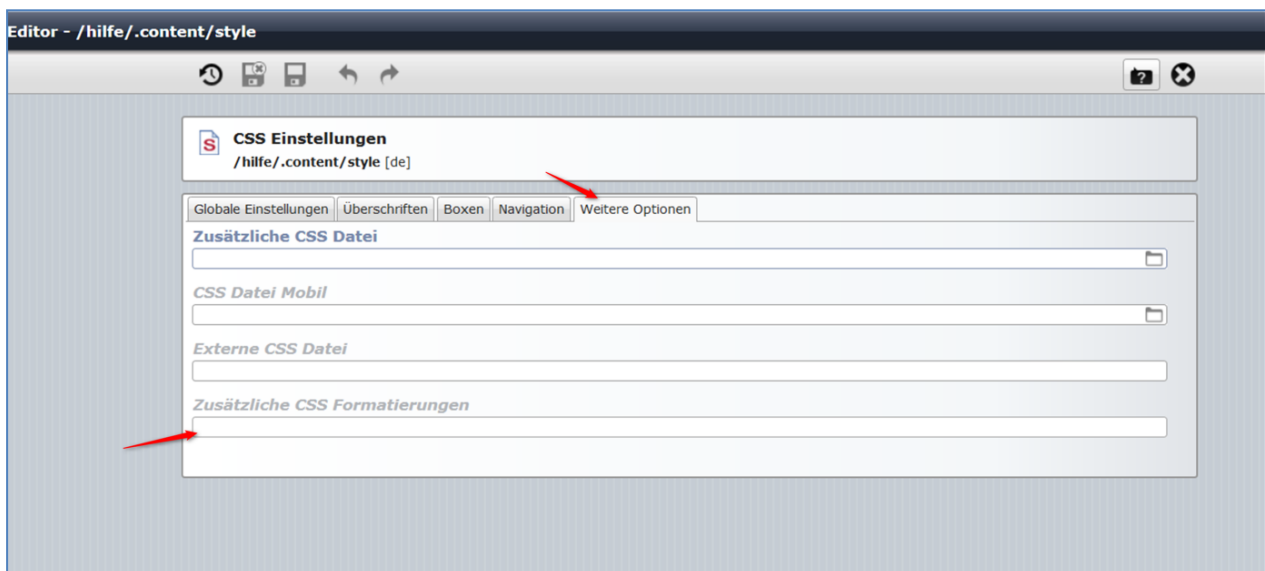 Editor - /hilfe/.content/style
CSS Einstellungen
/hilfe/.content/style [de]
Globale Einstellungen Überschriften Boxen Navigation Weitere Optionen
Zusätzliche CSS Datei
CSS Datei Mobil
Externe CSS Datei
Zusätzliche CSS Formatierungen